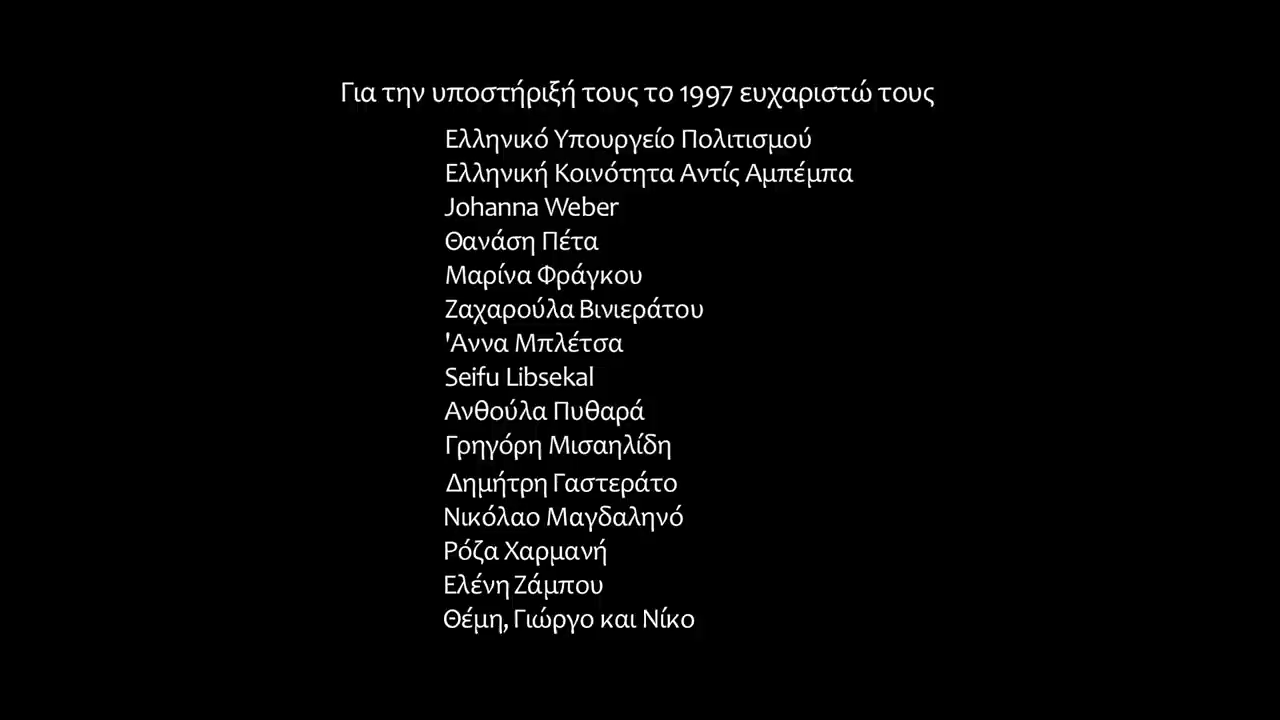 Για την υποστήριξή τους το 1997 ευχαριστώ τους
Ελληνικό Υπουργείο Πολιτισμού
Ελληνική Κοινότητα Αντίς Αμπέμπα
Johanna Weber
Θανάση Πέτα
Μαρίνα Φράγκου
Ζαχαρούλα Βινιεράτου
'Αννα Μπλέτσα
Seifu Libsekal
Ανθούλα Πυθαρά
Γρηγόρη Μισαηλίδη
Δημήτρη Γαστεράτο
Νικόλαο Μαγδαληνό
Ρόζα Χαρμανή
Ελένη Ζάμπου
Θέμη, Γιώργο και Νίκο